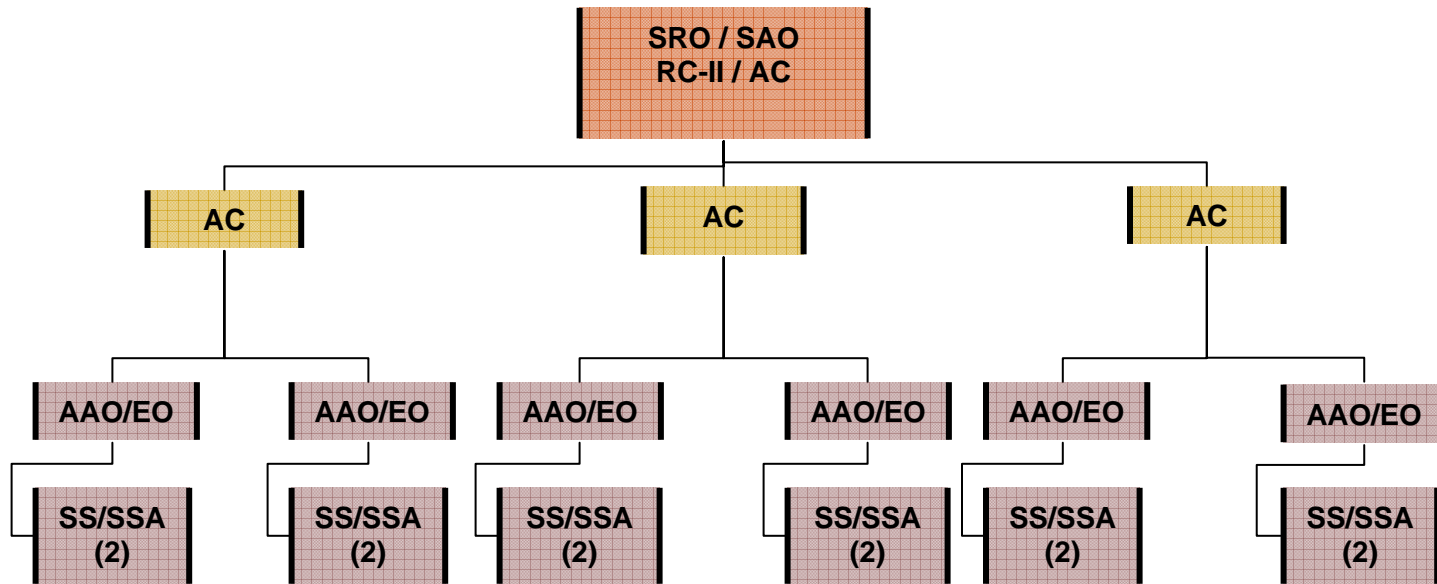 SRO / SAO
RC-II / AC
AC
AC
AC
AAO/EO
AAO/EO
AAO/EO
AAO/EO
AAO/EO
AAO/EO
SS/SSA
(2)
SS/SSA
(2)
SS/SSA
(2)
SS/SSA
(2)
SS/SSA
(2)
SS/SSA
(2)